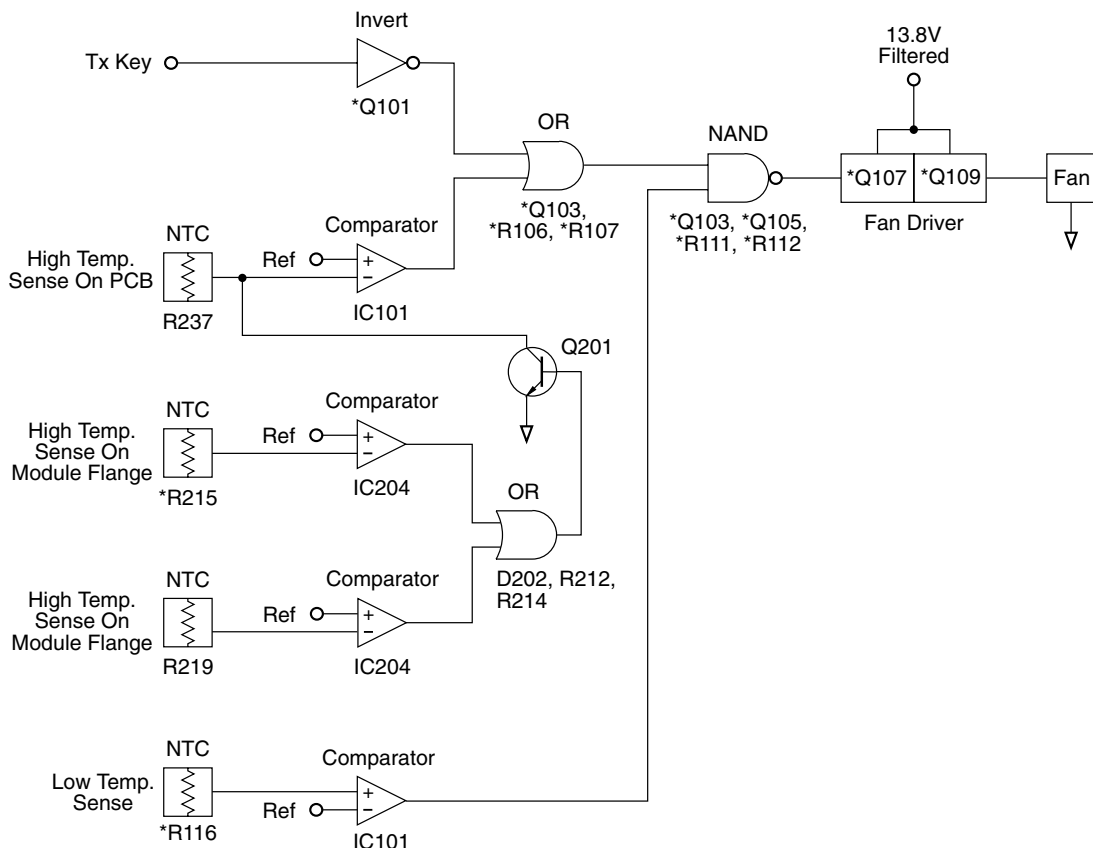 Invert
Tx Key
*Q101
OR
*Q103,
*R106, *R107
NAND
*Q103, *Q105,
*R111, *R112
13.8V
Filtered
*Q107
*Q109
Fan Driver
Fan
High Temp.
Sense On PCB
NTC
R237
Comparator
Ref
+
−
IC101
Q201
High Temp.
Sense On
Module Flange
NTC
*R215
Comparator
Ref
+
−
IC204
OR
D202, R212,
R214
High Temp.
Sense On
Module Flange
NTC
R219
Comparator
Ref
+
−
IC204
Low Temp.
Sense
NTC
*R116
Comparator
Ref
+
−
IC101